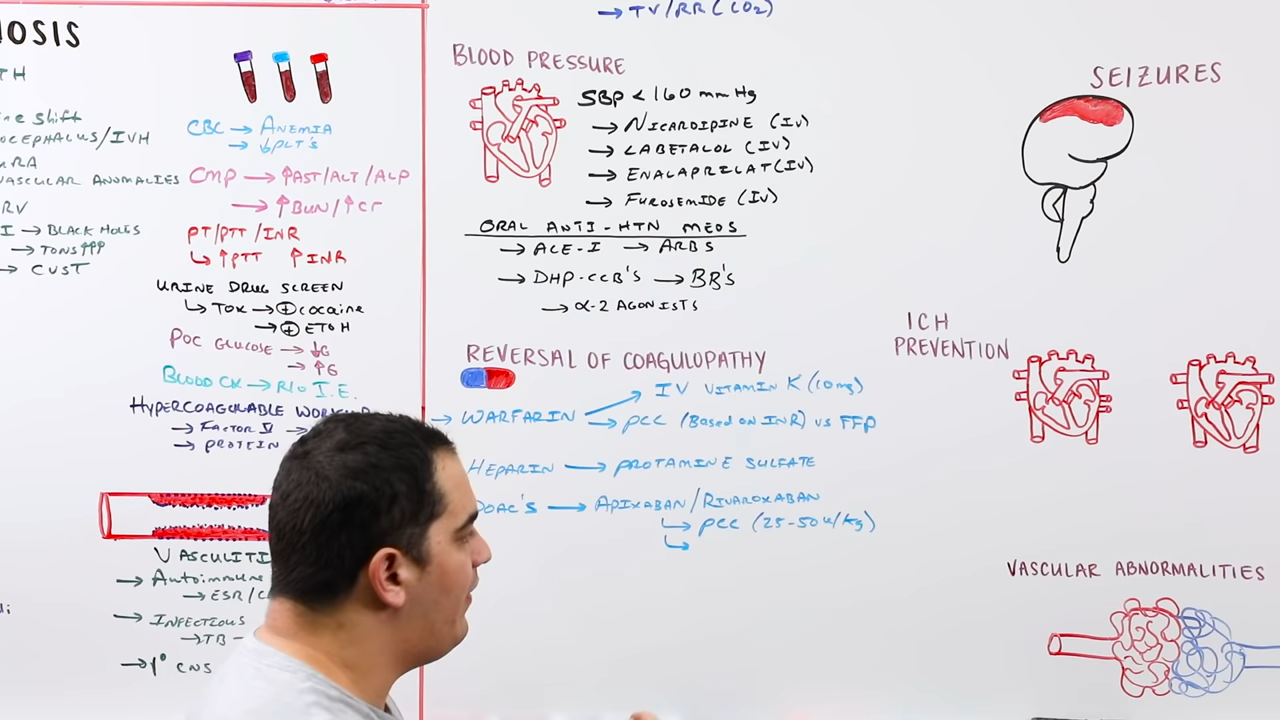 OSIS
TH
ne shift
OCEPHALUS/IVH
RA
VASCULAR ANOMALIES
RV
I → BLACK HOLES
→ TONS ↑↑↑
→ CVST
CBC → ANEMIA
→ ↓PLT'S
CMP → ↑AST/ALT/ALP
→ ↑BUN/↑Cr
PT/PTT/INR
↳ ↑PTT ↑INR
URINE DRUG SCREEN
↳ TOX → ⊕ cocaine
→ ⊕ ETOH
POC GLUCOSE → ↓G
→ ↑G
BLOOD CX → R/O I.E.
HYPERCOAGULABLE WORKUP
→ FACTOR V →
→ PROTEIN
VASCULITI
→ Autoimmune
→ ESR/C
→ INFECTIOUS
→ TB -
→ 1° CNS
→ TV/RR (CO2)
BLOOD PRESSURE
SBP < 160 mmHg
→ NICARDIPINE (IV)
→ LABETALOL (IV)
→ ENALAPRILAT (IV)
→ FUROSEMIDE (IV)
ORAL ANTI-HTN MEDS
→ ACE-I → ARBS
→ DHP-CCB'S → BB'S
→ α-2 AGONISTS
REVERSAL OF COAGULOPATHY
→ WARFARIN → IV VITAMIN K (10mg)
→ PCC (Based on INR) vs FFP
HEPARIN → PROTAMINE SULFATE
DOAC'S → APIXABAN/RIVAROXABAN
↳ PCC (25-50u/kg)
↳
SEIZURES
ICH
PREVENTION
VASCULAR ABNORMALITIES